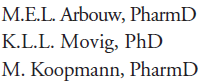 M.E.L. Arbouw, PharmD
K.L.L. Movig, PhD
M. Koopmann, PharmD